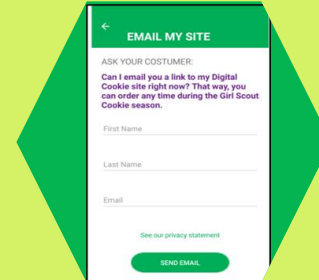 EMAIL MY SITE
ASK YOUR COSTUMER:
Can I email you a link to my Digital
Cookie site right now? That way, you
can order any time during the Girl Scout
Cookie season.
First Name
Last Name
Email
See our privacy statement
SEND EMAIL